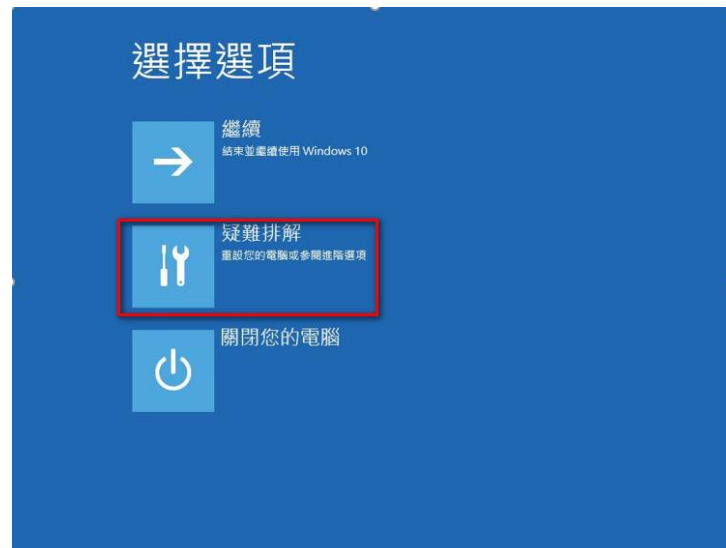 選擇選項
繼續
結束並繼續使用 Windows 10
疑難排解
重設您的電腦或參閱進階選項
關閉您的電腦